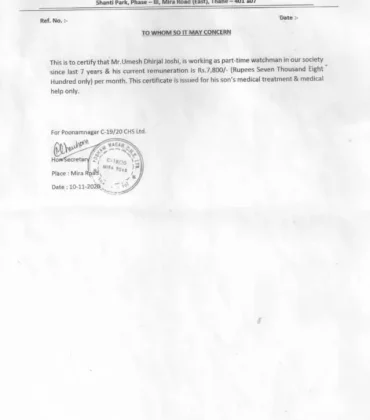 Shanti Park, Phase – III, Mira Road (East), Thane – 401 107
Ref. No. :-
Date :-
TO WHOM SO IT MAY CONCERN
This is to certify that Mr.Umesh Dhirjal Joshi, is working as part-time watchman in our society
since last 7 years & his current remuneration is Rs.7,800/- (Rupees Seven Thousand Eight
Hundred only) per month. This certificate is issued for his son's medical treatment & medical
help only.
For Poonamnagar C-19/20 CHS Ltd.
Hon Secretary
C-19/20
MIRA ROAD
Place : Mira Road
Date : 10-11-2020